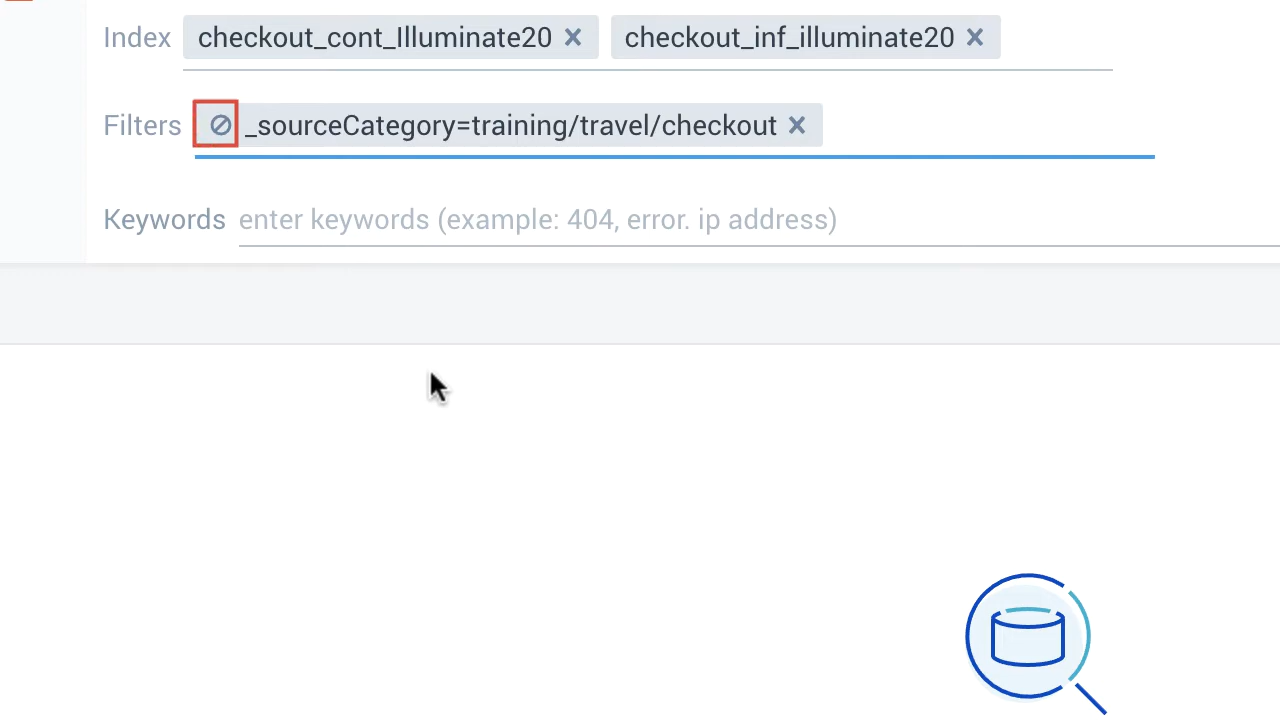 Index checkout_cont_Illuminate20 × checkout_inf_illuminate20 ×
Filters _sourceCategory=training/travel/checkout ×
Keywords enter keywords (example: 404, error. ip address)